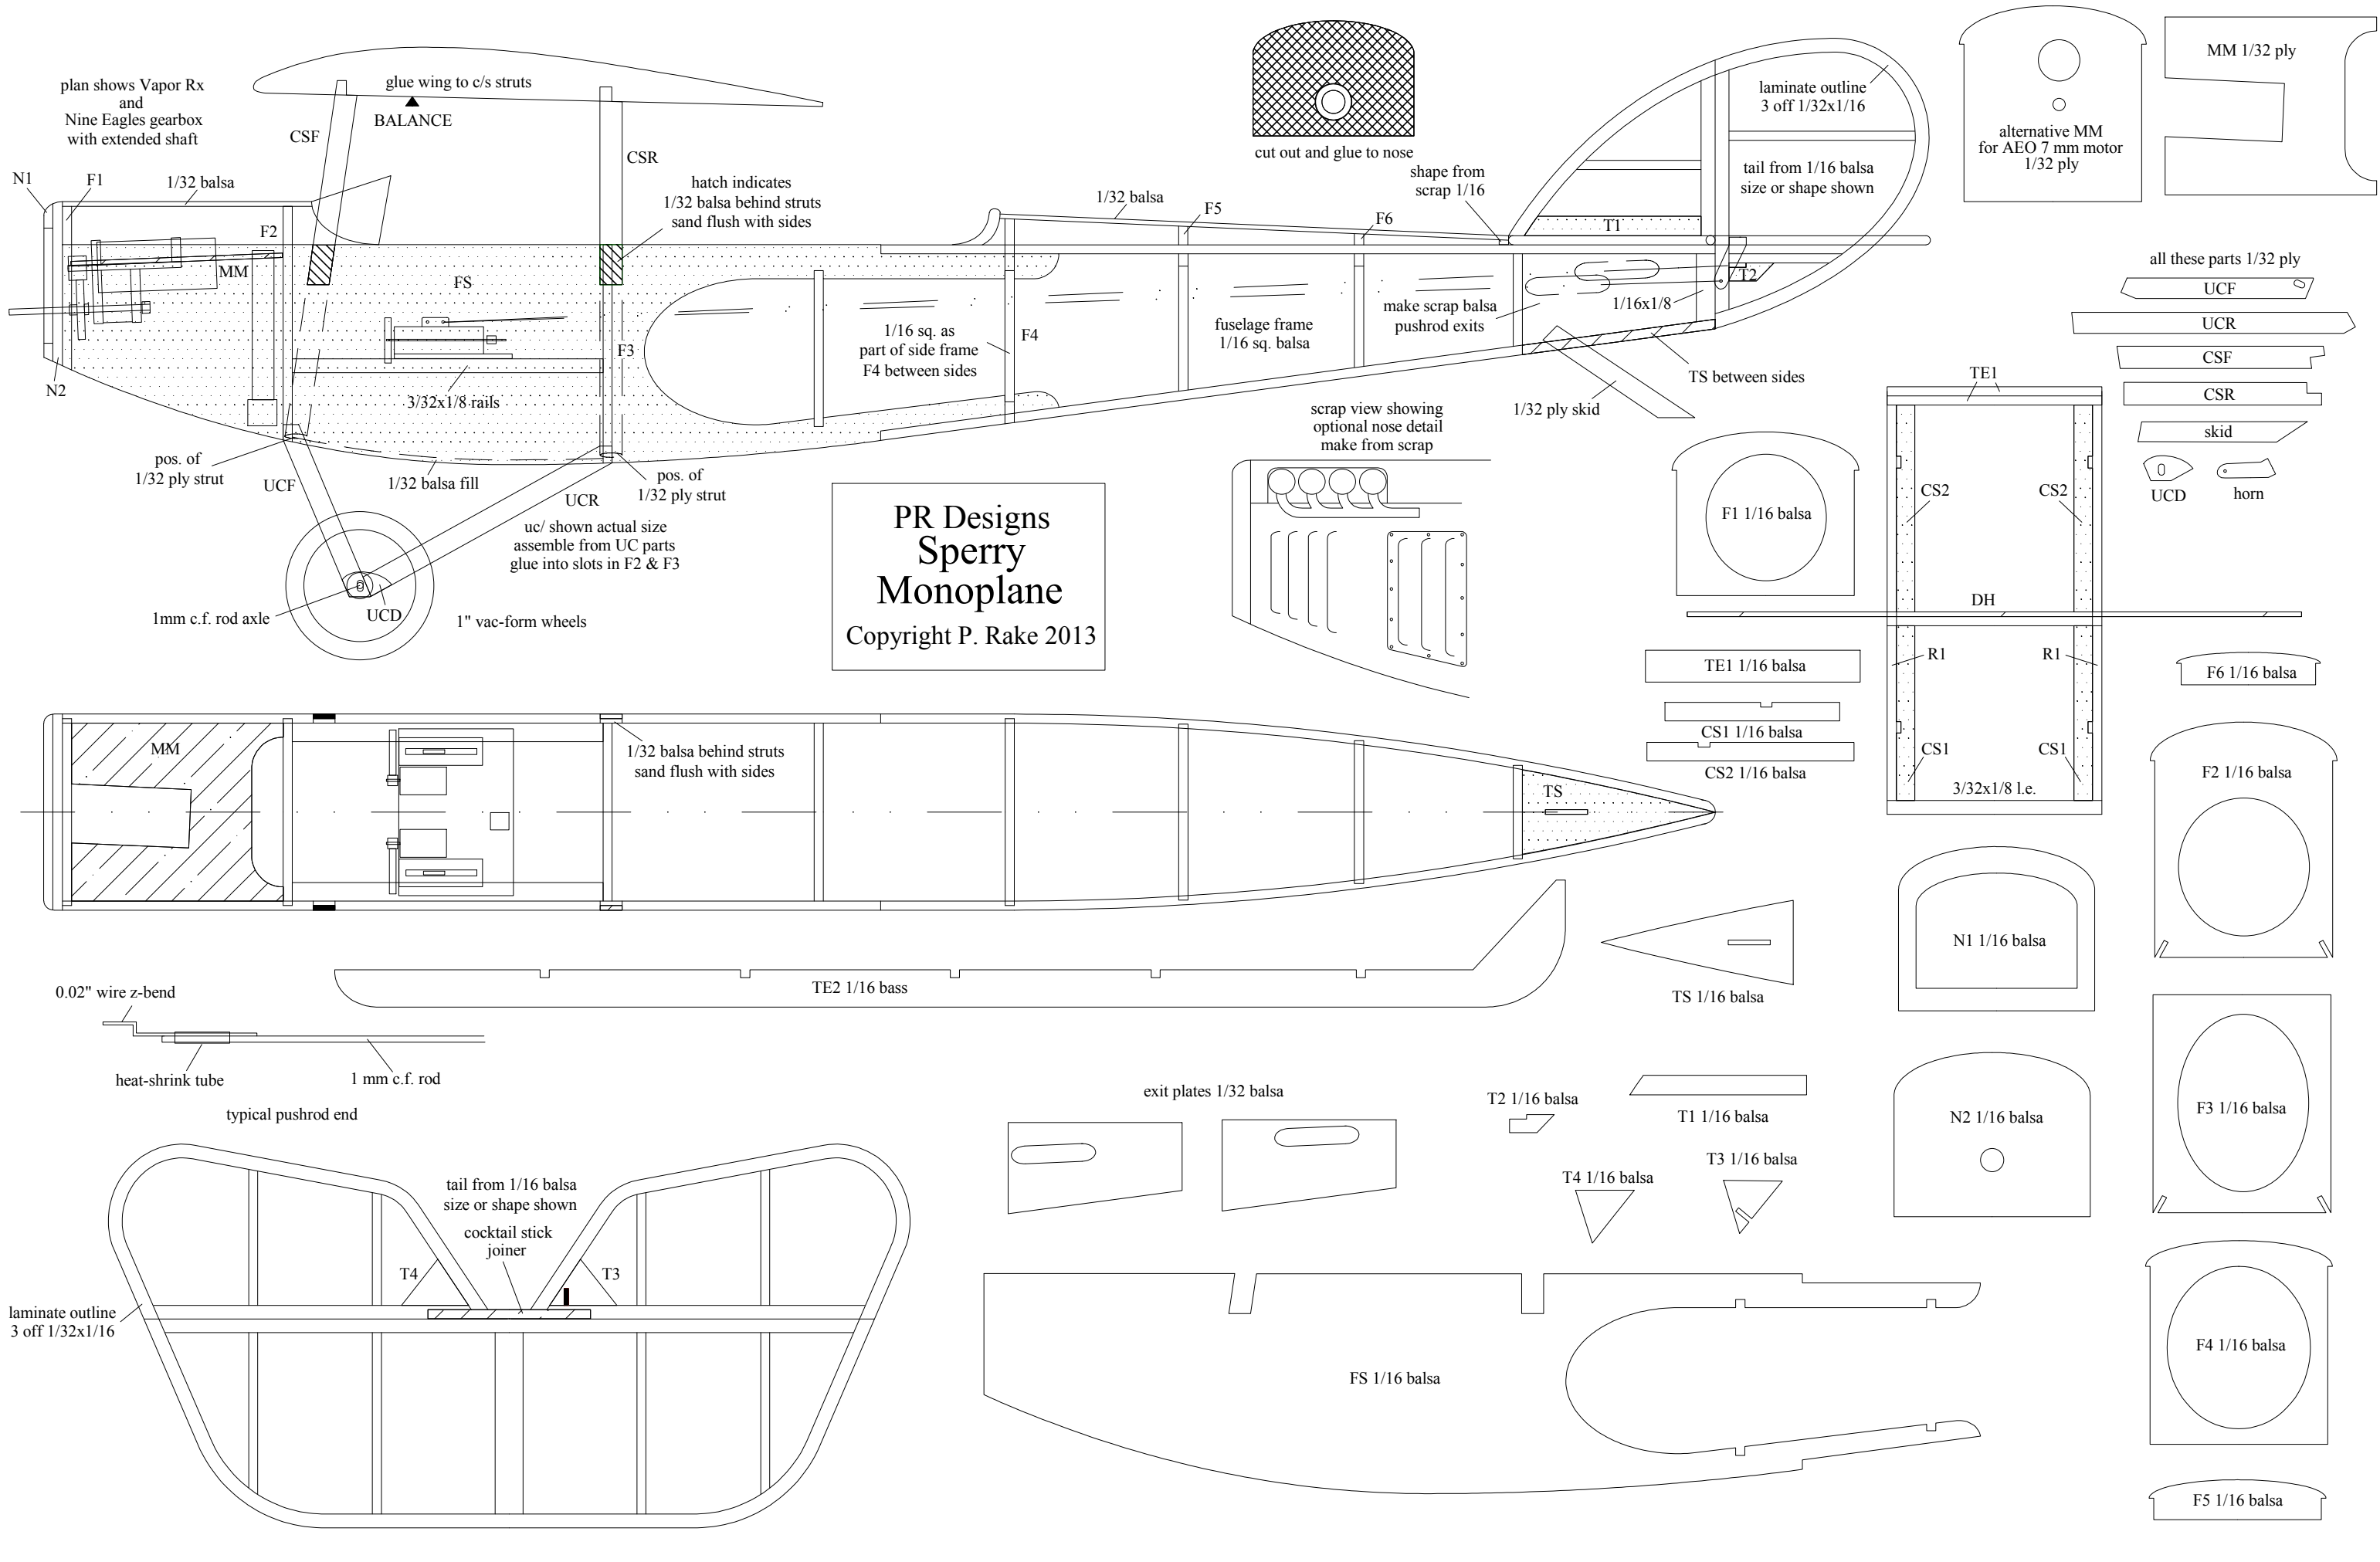 plan shows Vapor Rx
and
Nine Eagles gearbox
with extended shaft
glue wing to c/s struts
BALANCE
CSF
CSR
N1
F1
1/32 balsa
hatch indicates
1/32 balsa behind struts
sand flush with sides
F2
MM
FS
F3
N2
3/32x1/8 rails
1/16 sq. as
part of side frame
F4 between sides
F4
1/32 balsa
F5
F6
fuselage frame
1/16 sq. balsa
cut out and glue to nose
shape from
scrap 1/16
make scrap balsa
pushrod exits
1/16x1/8
T1
T2
laminate outline
3 off 1/32x1/16
tail from 1/16 balsa
size or shape shown
TS between sides
1/32 ply skid
pos. of
1/32 ply strut
UCF
1/32 balsa fill
UCR
pos. of
1/32 ply strut
uc/ shown actual size
assemble from UC parts
glue into slots in F2 & F3
1mm c.f. rod axle
UCD
1" vac-form wheels
PR Designs
Sperry
Monoplane
Copyright P. Rake 2013
scrap view showing
optional nose detail
make from scrap
alternative MM
for AEO 7 mm motor
1/32 ply
MM 1/32 ply
all these parts 1/32 ply
UCF
UCR
CSF
CSR
skid
UCD
horn
F1 1/16 balsa
TE1
CS2
CS2
DH
R1
R1
CS1
CS1
3/32x1/8 l.e.
TE1 1/16 balsa
CS1 1/16 balsa
CS2 1/16 balsa
F6 1/16 balsa
F2 1/16 balsa
MM
1/32 balsa behind struts
sand flush with sides
TS
TE2 1/16 bass
TS 1/16 balsa
N1 1/16 balsa
0.02" wire z-bend
heat-shrink tube
1 mm c.f. rod
typical pushrod end
exit plates 1/32 balsa
T2 1/16 balsa
T1 1/16 balsa
T4 1/16 balsa
T3 1/16 balsa
N2 1/16 balsa
F3 1/16 balsa
tail from 1/16 balsa
size or shape shown
cocktail stick
joiner
T4
T3
laminate outline
3 off 1/32x1/16
FS 1/16 balsa
F4 1/16 balsa
F5 1/16 balsa